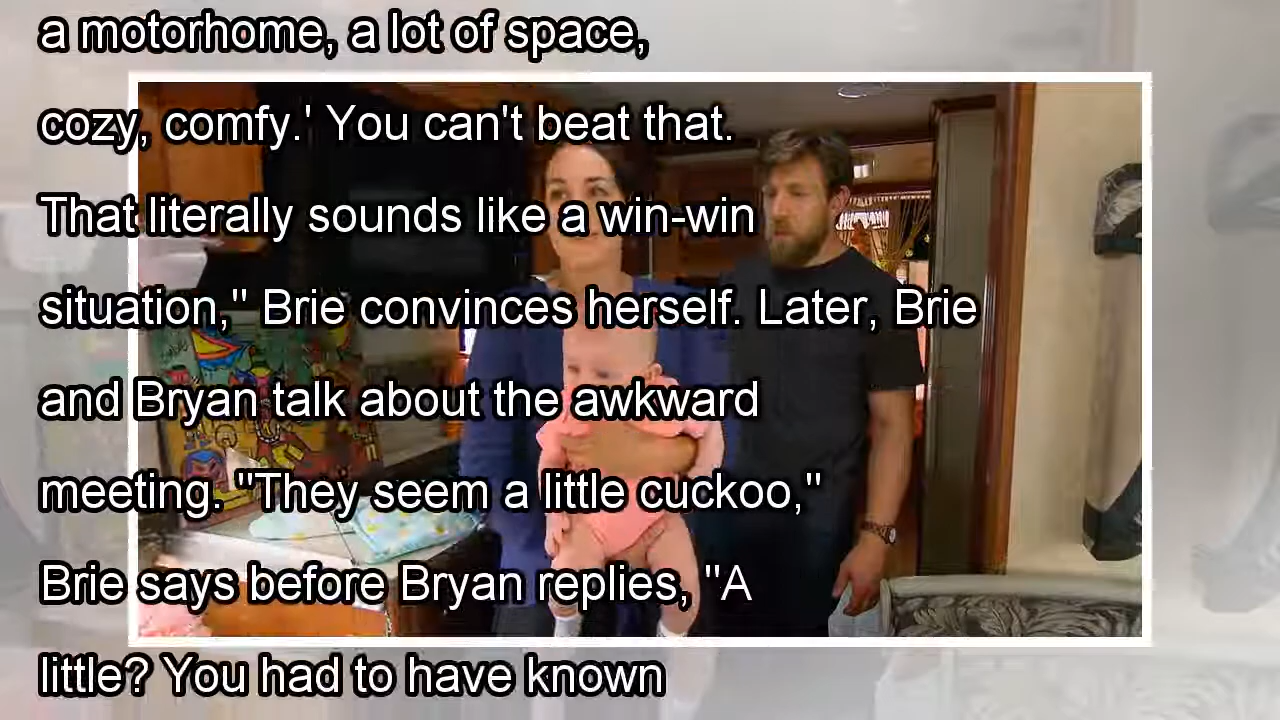 a motorhome, a lot of space,
cozy, comfy.' You can't beat that.
That literally sounds like a win-win
situation," Brie convinces herself. Later, Brie
and Bryan talk about the awkward
meeting. "They seem a little cuckoo,"
Brie says before Bryan replies, "A
little? You had to have known